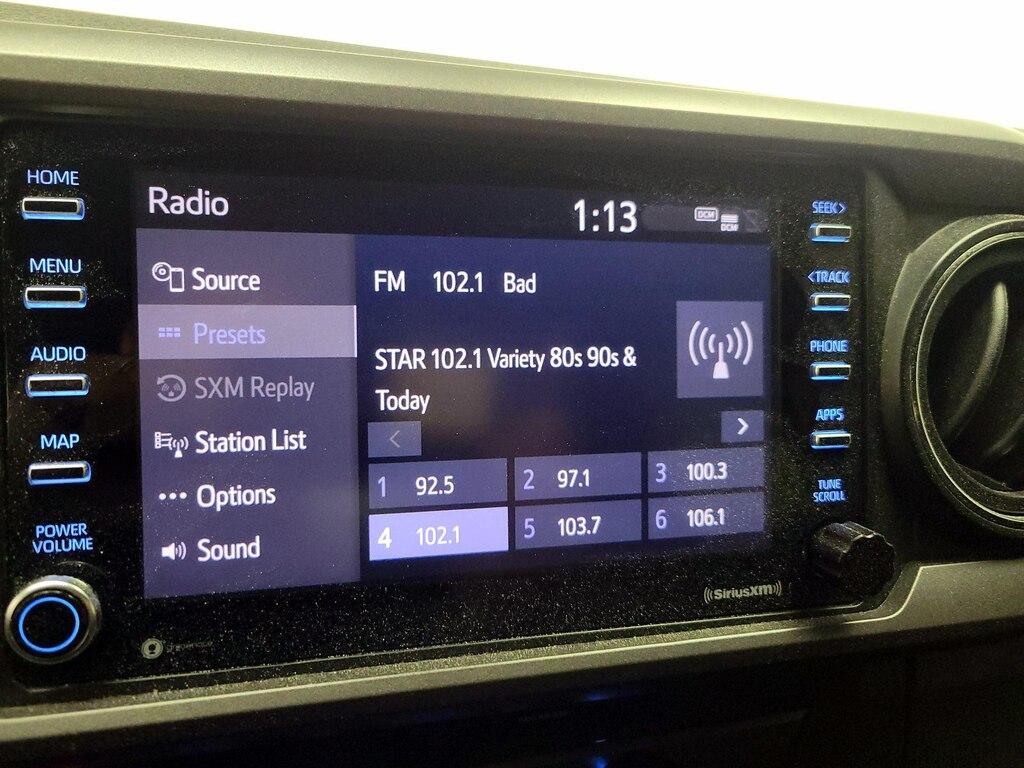 HOME
MENU
AUDIO
MAP
POWER
VOLUME
Radio
1:13
DCM
DCM
Source
Presets
SXM Replay
Station List
Options
Sound
FM 102.1 Bad
STAR 102.1 Variety 80s 90s &
Today
<
>
1 92.5
2 97.1
3 100.3
4 102.1
5 103.7
6 106.1
SEEK>
<TRACK
PHONE
APPS
TUNE
SCROLL
((SiriusXM))